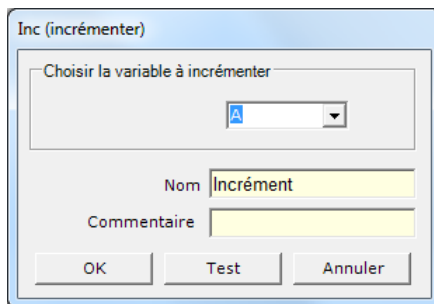 Inc (incrémenter)
Choisir la variable à incrémenter
A
Nom Incrément
Commentaire
OK Test Annuler